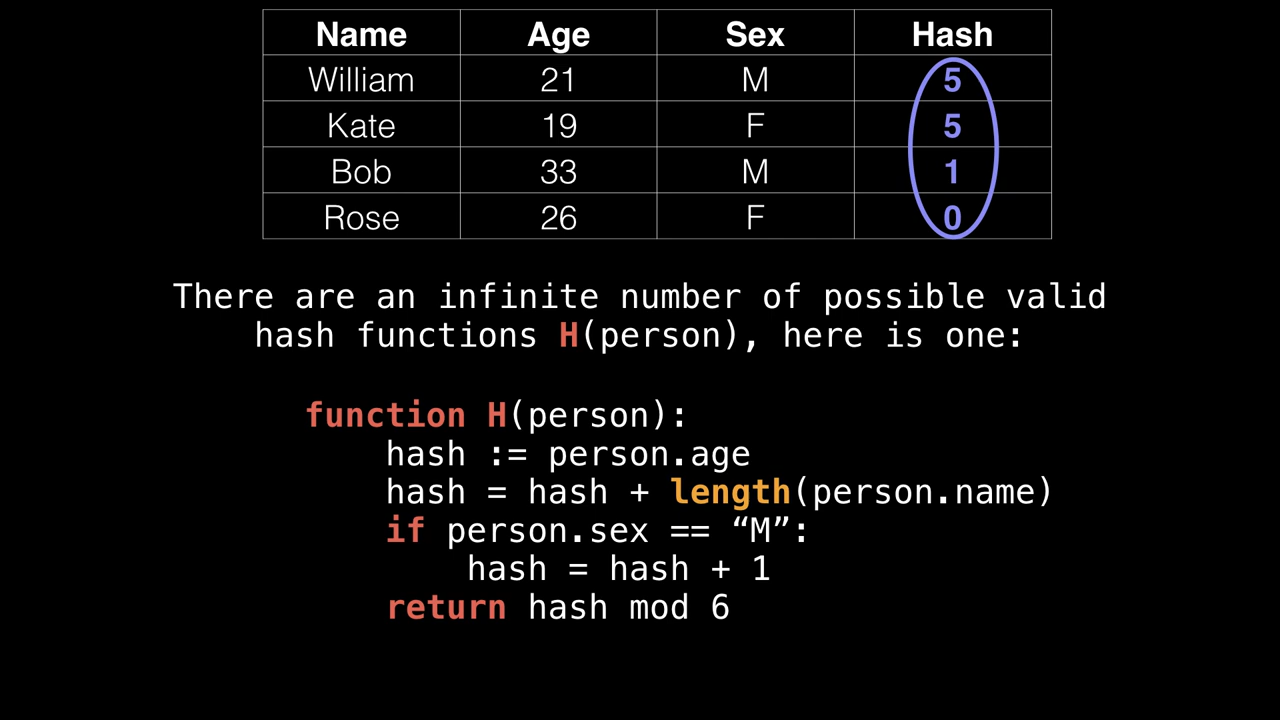 Name Age Sex Hash
William 21 M 5
Kate 19 F 5
Bob 33 M 1
Rose 26 F 0
There are an infinite number of possible valid
hash functions H(person), here is one:
function H(person):
hash := person.age
hash = hash + length(person.name)
if person.sex == “M”:
hash = hash + 1
return hash mod 6